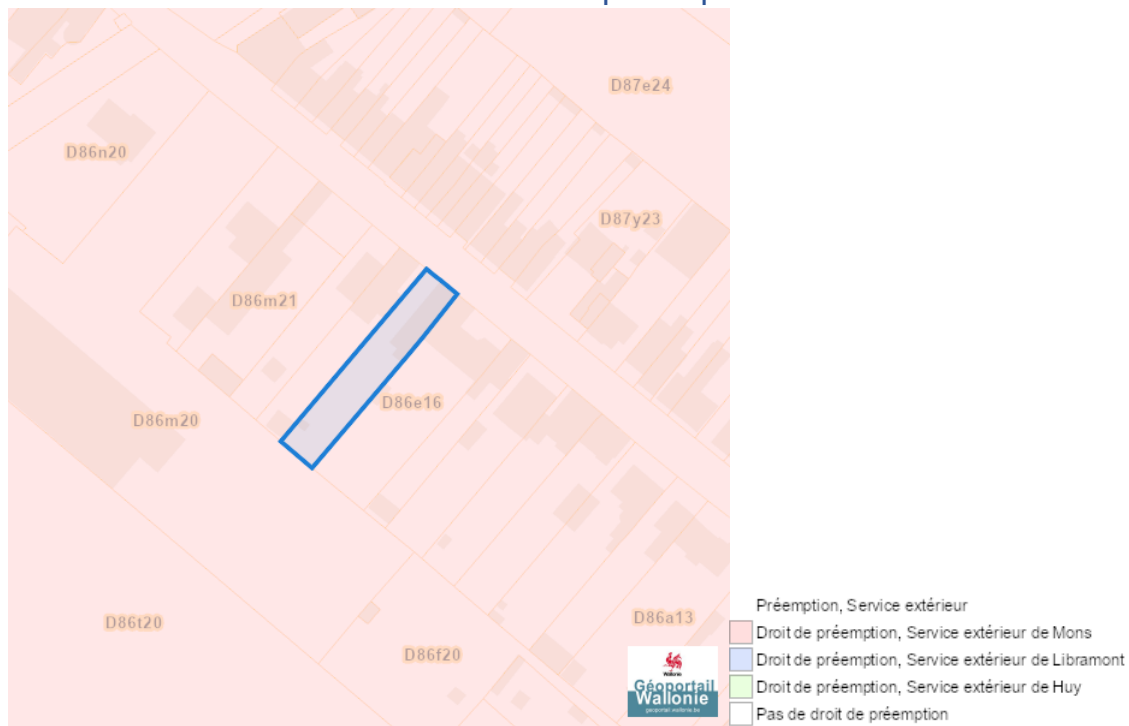 D87e24
D86n20
D87y23
D86m21
D86e16
D86m20
D86t20
D86a13
D86f20
Wallonie
Géoportail
Wallonie
geoportail.wallonie.be
Préemption, Service extérieur
Droit de préemption, Service extérieur de Mons
Droit de préemption, Service extérieur de Libramont
Droit de préemption, Service extérieur de Huy
Pas de droit de préemption